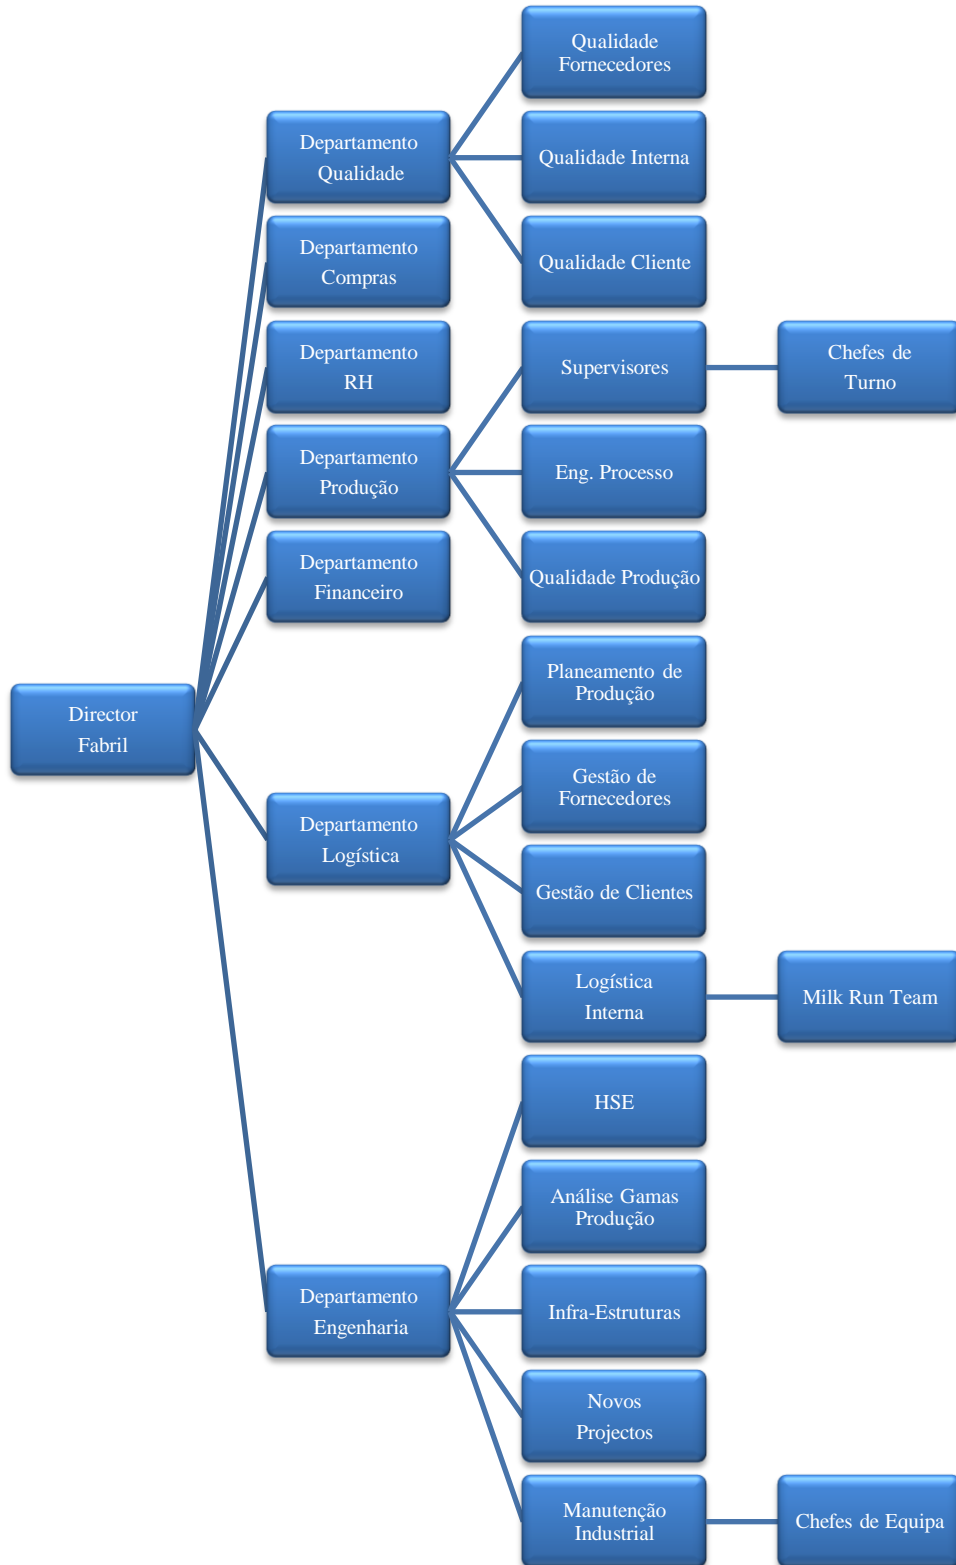 Qualidade
Fornecedores
Departamento
Qualidade
Qualidade Interna
Departamento
Compras
Qualidade Cliente
Departamento
RH
Supervisores
Chefes de
Turno
Departamento
Produção
Eng. Processo
Departamento
Financeiro
Qualidade Produção
Planeamento de
Produção
Director
Fabril
Gestão de
Fornecedores
Departamento
Logística
Gestão de Clientes
Logística
Interna
Milk Run Team
HSE
Análise Gamas
Produção
Departamento
Engenharia
Infra-Estruturas
Novos
Projectos
Manutenção
Industrial
Chefes de Equipa